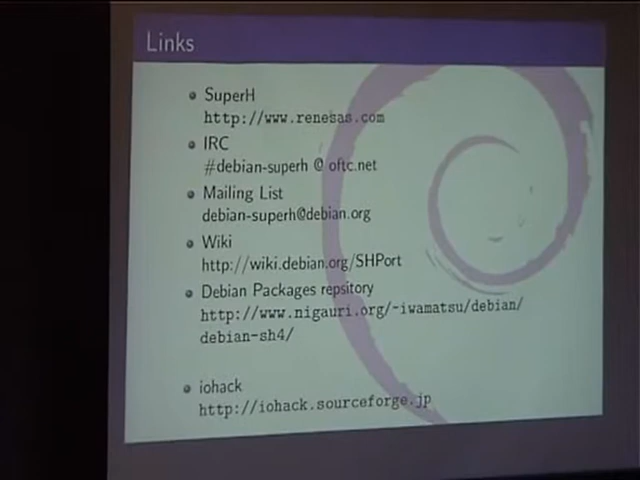 Links
SuperH
http://www.renesas.com
IRC
#debian-superh @ oftc.net
Mailing List
debian-superh@debian.org
Wiki
http://wiki.debian.org/SHPort
Debian Packages repsitory
http://www.nigauri.org/~iwamatsu/debian/
debian-sh4/
iohack
http://iohack.sourceforge.jp